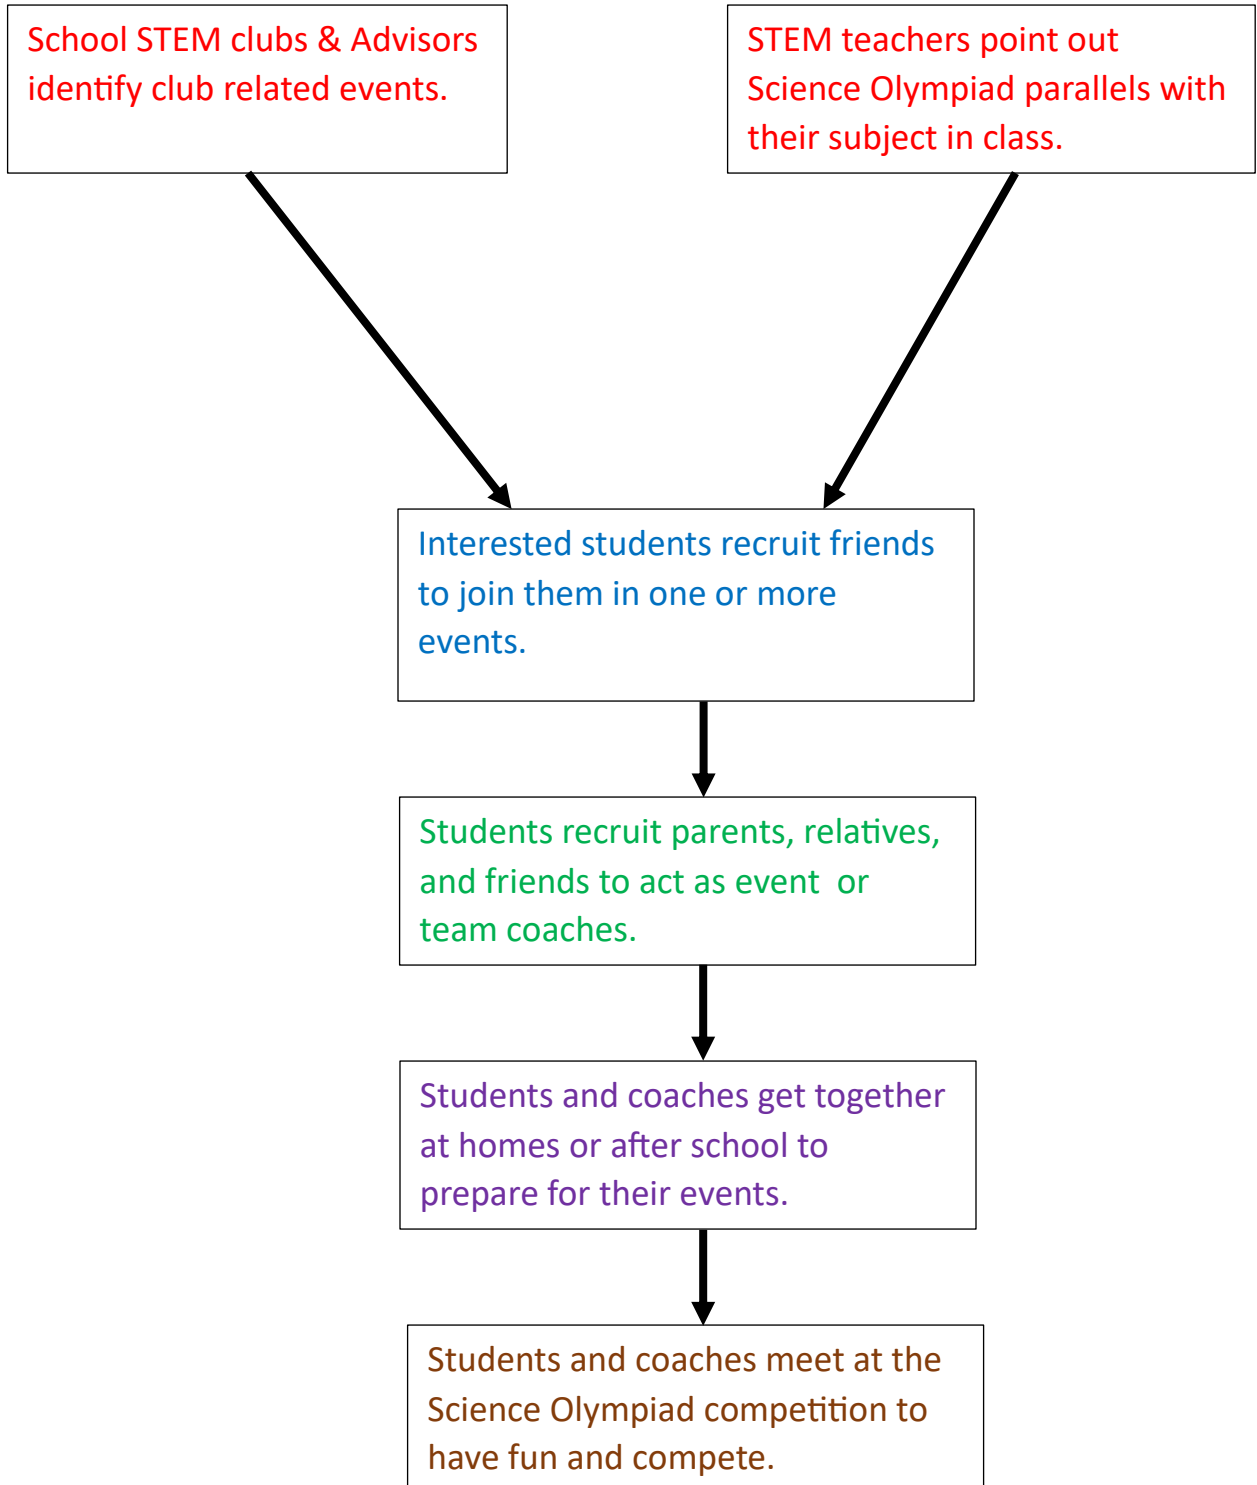 School STEM clubs & Advisors
identify club related events.
STEM teachers point out
Science Olympiad parallels with
their subject in class.
Interested students recruit friends
to join them in one or more
events.
Students recruit parents, relatives,
and friends to act as event  or
team coaches.
Students and coaches get together
at homes or after school to
prepare for their events.
Students and coaches meet at the
Science Olympiad competition to
have fun and compete.